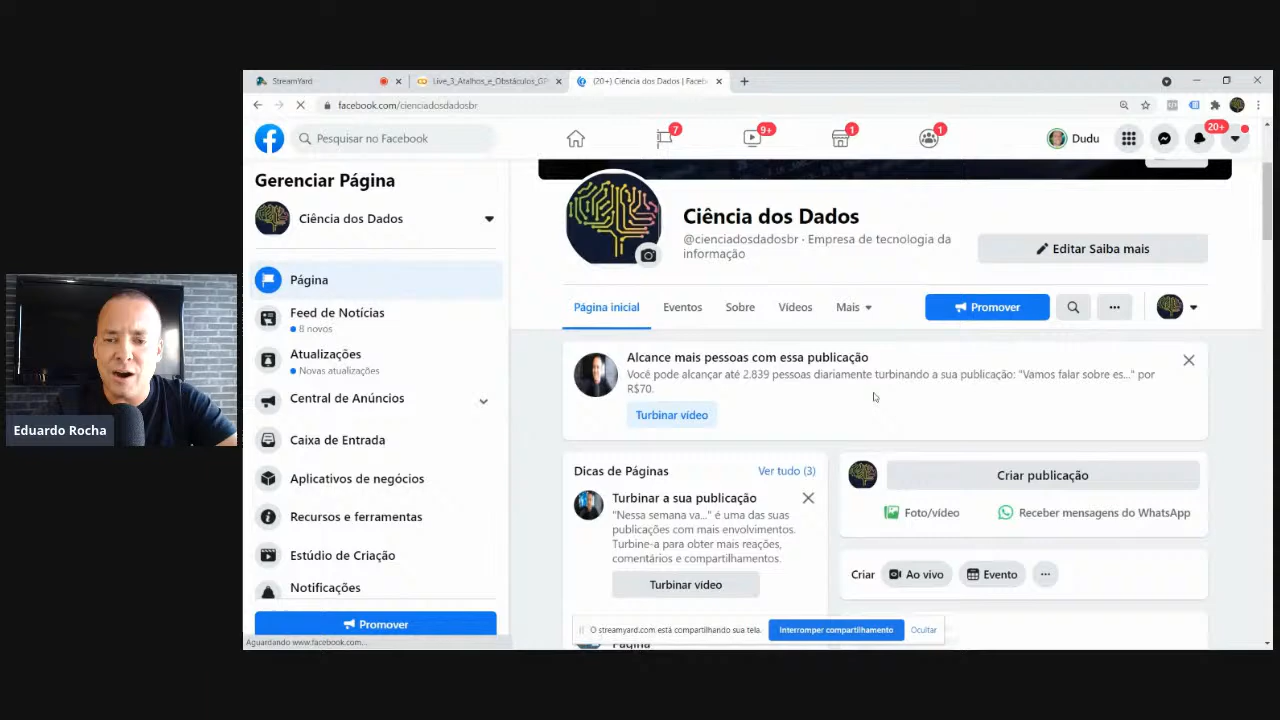 StreamYard
Live_3_Atalhos_e_Obstáculos_GP
(20+) Ciência dos Dados | Faceb
facebook.com/cienciadosdadosbr
Pesquisar no Facebook
7
9+
1
1
Dudu
20+
Gerenciar Página
Ciência dos Dados
Página
Feed de Notícias
8 novos
Atualizações
Novas atualizações
Central de Anúncios
Caixa de Entrada
Aplicativos de negócios
Recursos e ferramentas
Estúdio de Criação
Notificações
Promover
Aguardando www.facebook.com...
Ciência dos Dados
@cienciadosdadosbr · Empresa de tecnologia da
informação
Editar Saiba mais
Página inicial
Eventos
Sobre
Vídeos
Mais
Promover
Alcance mais pessoas com essa publicação
Você pode alcançar até 2.839 pessoas diariamente turbinando a sua publicação: "Vamos falar sobre es..." por
R$70.
Turbinar vídeo
Dicas de Páginas
Ver tudo (3)
Turbinar a sua publicação
"Nessa semana va..." é uma das suas
publicações com mais envolvimentos.
Turbine-a para obter mais reações,
comentários e compartilhamentos.
Turbinar vídeo
Criar publicação
Foto/vídeo
Receber mensagens do WhatsApp
Criar
Ao vivo
Evento
O streamyard.com está compartilhando sua tela.
Interromper compartilhamento
Ocultar
Página
Eduardo Rocha